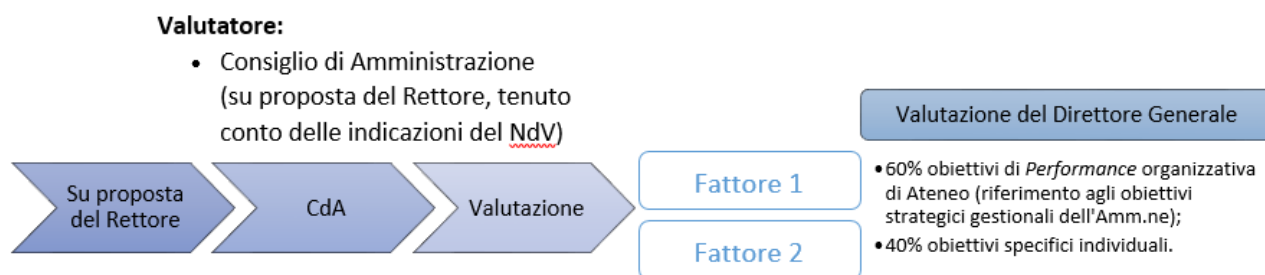 Valutatore:
• Consiglio di Amministrazione
(su proposta del Rettore, tenuto
conto delle indicazioni del NdV)
Su proposta
del Rettore
CdA
Valutazione
Fattore 1
Fattore 2
Valutazione del Direttore Generale
•60% obiettivi di Performance organizzativa
di Ateneo (riferimento agli obiettivi
strategici gestionali dell'Amm.ne);
•40% obiettivi specifici individuali.